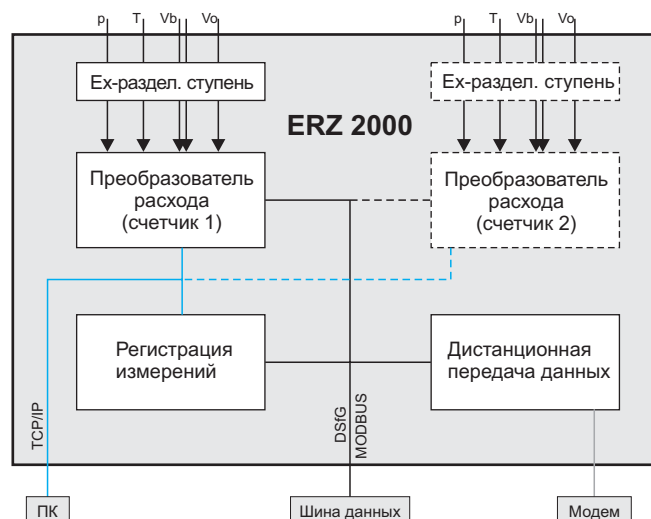 p T Vb Vo
p T Vb Vo
Ex-раздел. ступень
Ex-раздел. ступень
ERZ 2000
Преобразователь
расхода
(счетчик 1)
Преобразователь
расхода
(счетчик 2)
Регистрация
измерений
Дистанционная
передача данных
TCP/IP
DSfG
MODBUS
ПК
Шина данных
Модем